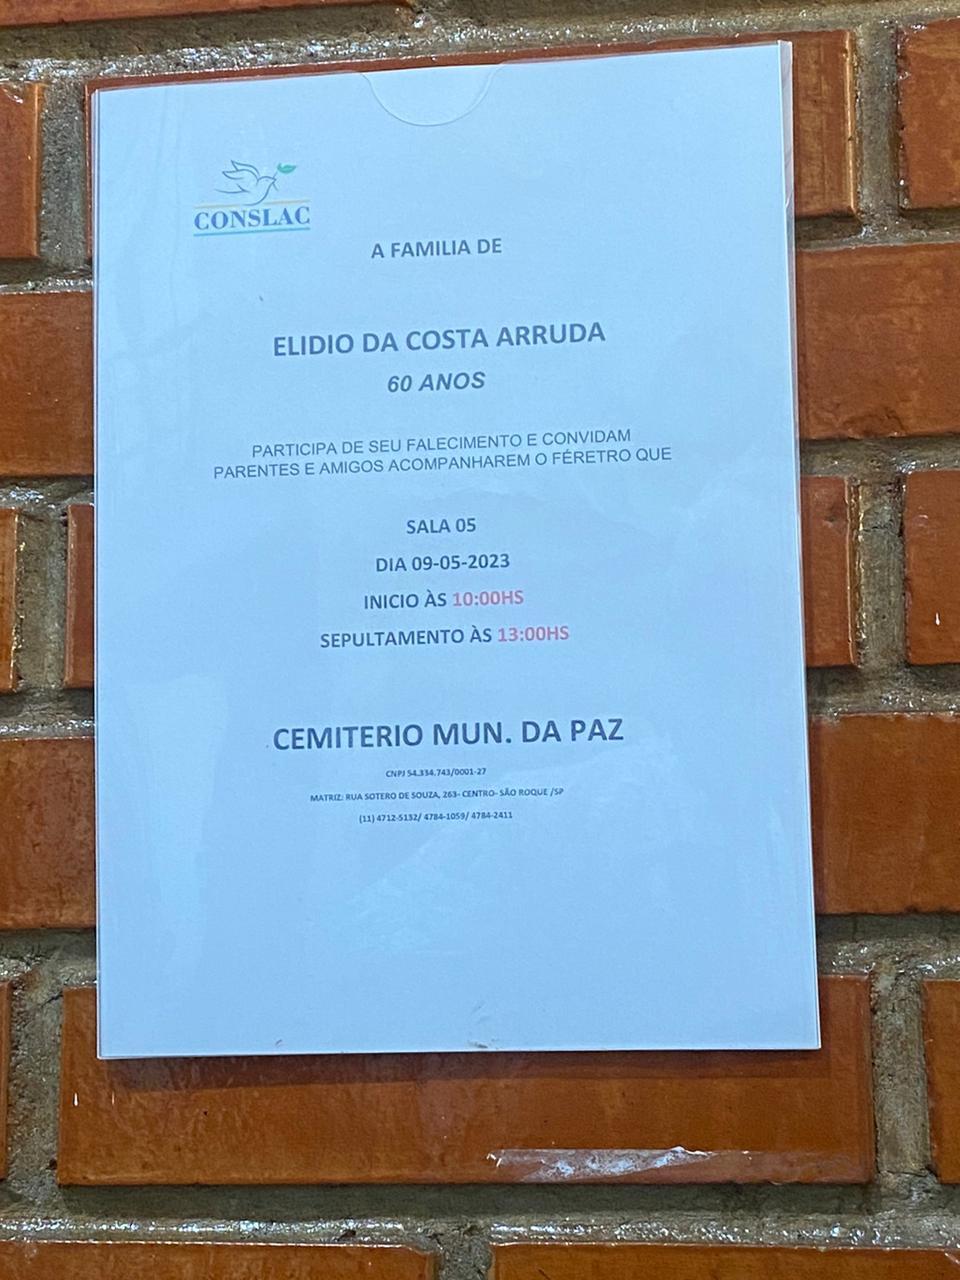 CONSLAC
A FAMILIA DE
ELIDIO DA COSTA ARRUDA
60 ANOS
PARTICIPA DE SEU FALECIMENTO E CONVIDAM
PARENTES E AMIGOS ACOMPANHAREM O FÉRETRO QUE
SALA 05
DIA 09-05-2023
INICIO ÀS 10:00HS
SEPULTAMENTO ÀS 13:00HS
CEMITERIO MUN. DA PAZ
CNPJ 54.334.743/0001-27
MATRIZ: RUA SOTERO DE SOUZA, 263- CENTRO- SÃO ROQUE /SP
(11) 4712-5132/ 4784-1059/ 4784-2411